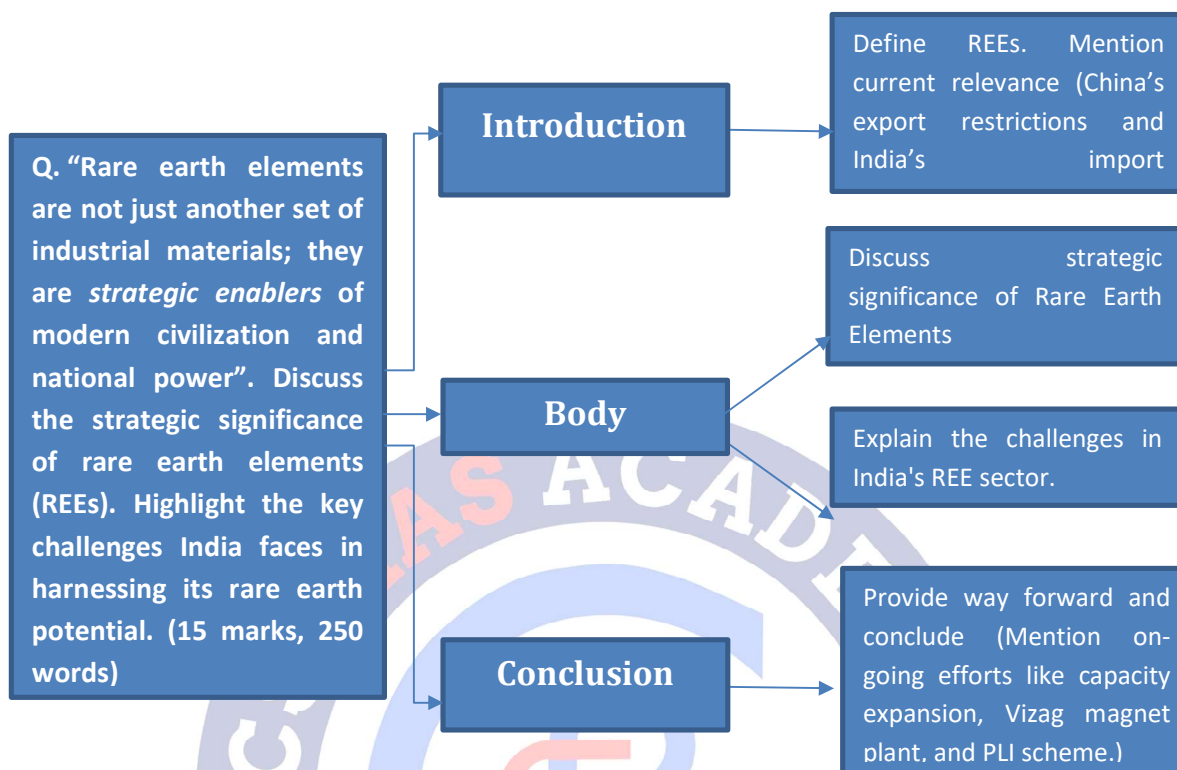 Q. “Rare earth elements
are not just another set of
industrial materials; they
are strategic enablers of
modern civilization and
national power”. Discuss
the strategic significance
of rare earth elements
(REEs). Highlight the key
challenges India faces in
harnessing its rare earth
potential. (15 marks, 250
words)
Introduction
Define REEs. Mention
current relevance (China’s
export restrictions and
India’s import
Body
Discuss strategic
significance of Rare Earth
Elements
Explain the challenges in
India's REE sector.
Conclusion
Provide way forward and
conclude (Mention on-
going efforts like capacity
expansion, Vizag magnet
plant, and PLI scheme.)
IAS ACAD